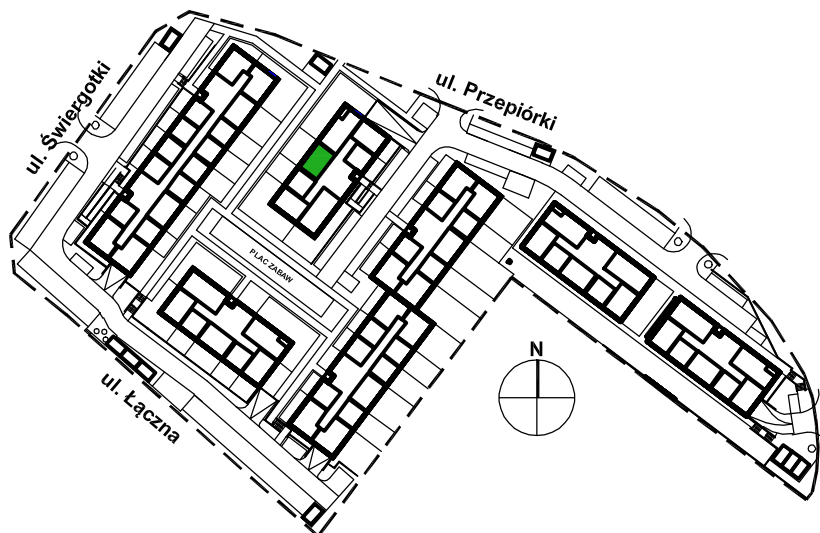 ul. Przepiórki
ul. Świergotki
PLAC ZABAW
N
ul. Łączna